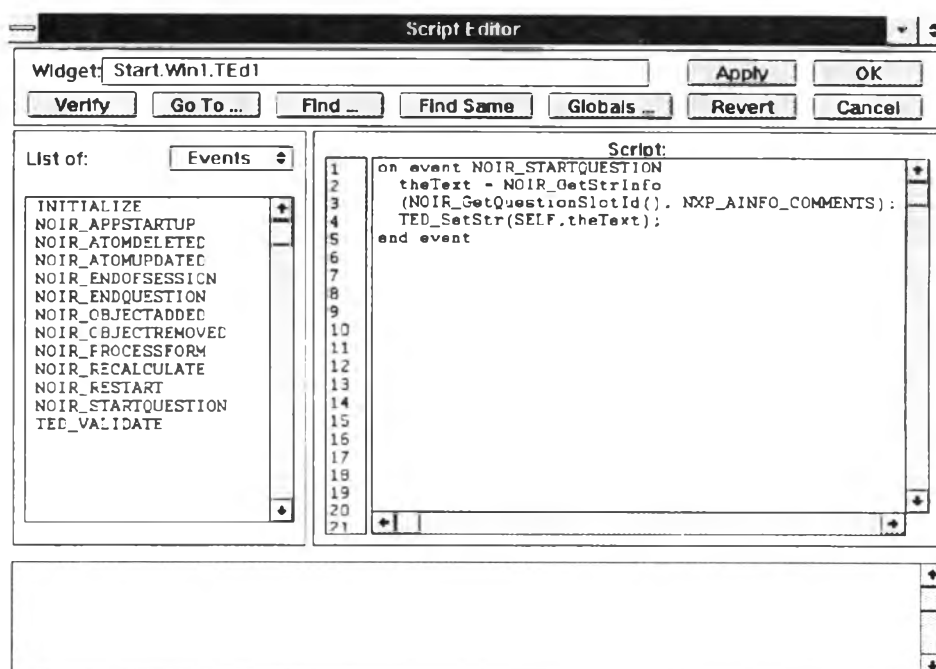 Script Editor
Widget: Start.Win1.TEd1
Apply
OK
Verify
Go To ...
Find ...
Find Same
Globals ...
Revert
Cancel
List of:
Events
INITIALIZE
NOIR_APPSTARTUP
NOIR_ATOMDELETED
NOIR_ATOMUPDATED
NOIR_ENDOFSESSION
NOIR_ENDQUESTION
NOIR_OBJECTADDED
NOIR_OBJECTREMOVED
NOIR_PROCESSFORM
NOIR_RECALCULATE
NOIR_RESTART
NOIR_STARTQUESTION
TED_VALIDATE
Script:
1 on event NOIR_STARTQUESTION
2 theText = NOIR_GetStrInfo
3 (NOIR_GetQuestionSlotId(), NXP_AINFO_COMMENTS);
4 TED_SetStr(SELF,theText);
5 end event
6
7
8
9
10
11
12
13
14
15
16
17
18
19
20
21